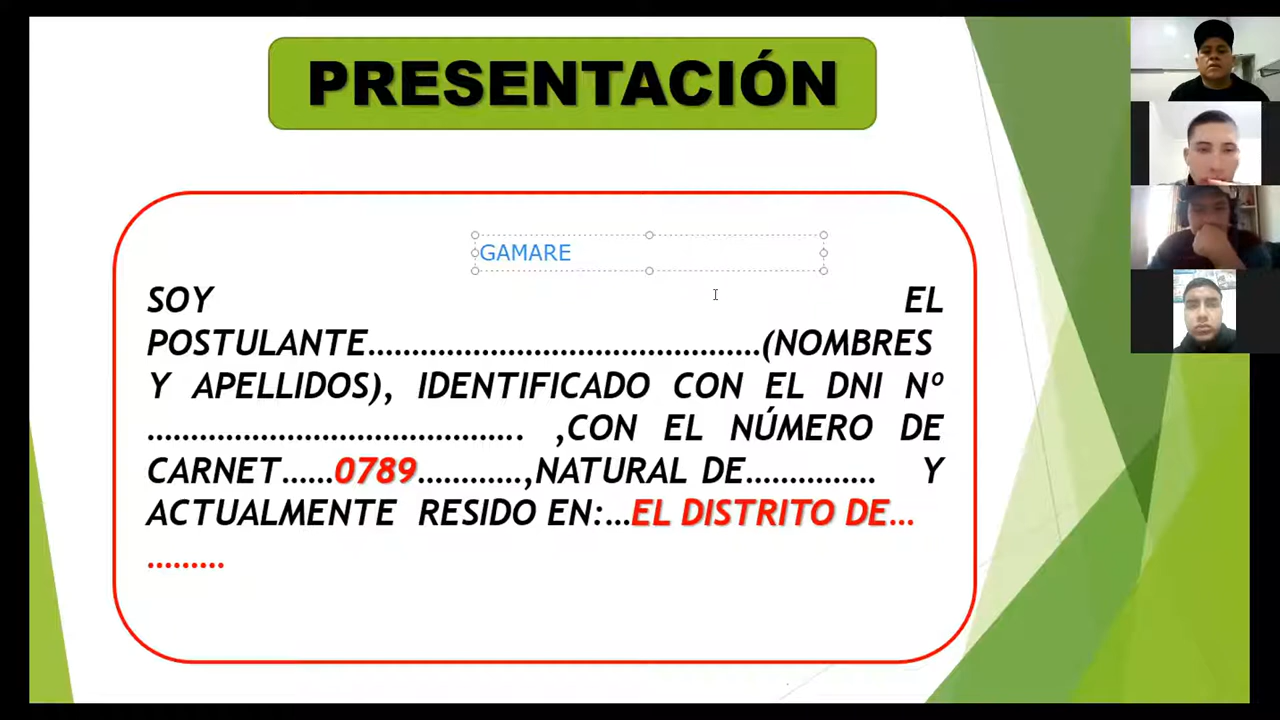 PRESENTACIÓN
GAMARE
SOY EL
POSTULANTE............................................(NOMBRES
Y APELLIDOS), IDENTIFICADO CON EL DNI Nº
.......................................... ,CON EL NÚMERO DE
CARNET......0789............,NATURAL DE............... Y
ACTUALMENTE RESIDO EN:...EL DISTRITO DE...
.........